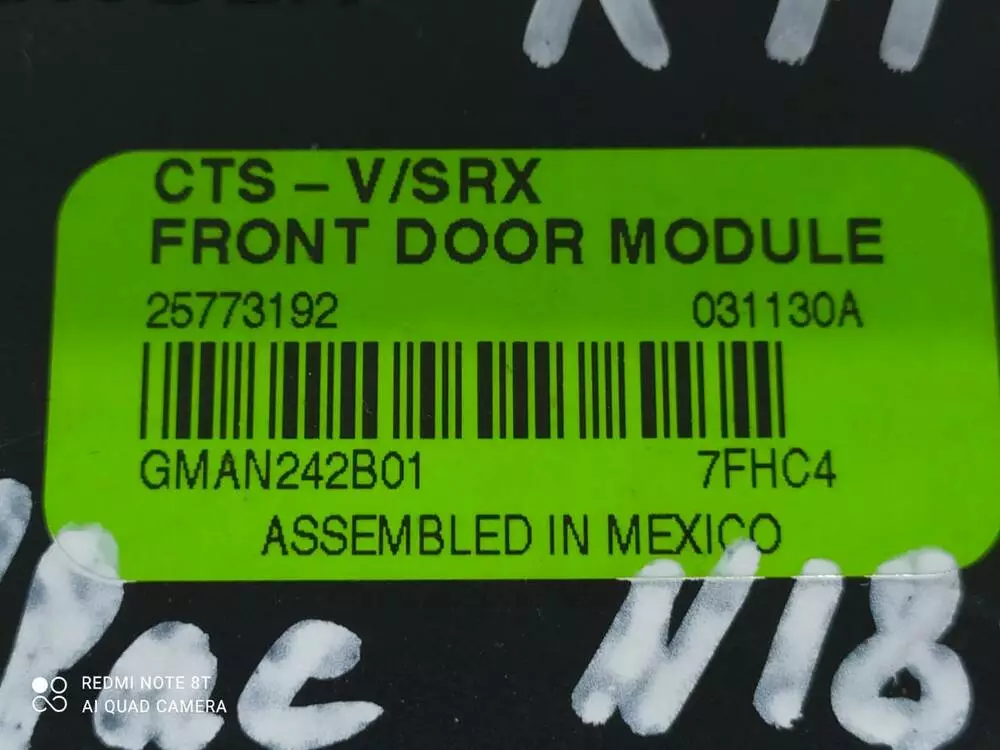 CTS – V/SRX
FRONT DOOR MODULE
25773192 031130A
GMAN242B01 7FHC4
ASSEMBLED IN MEXICO
N18
REDMI NOTE 8T
AI QUAD CAMERA